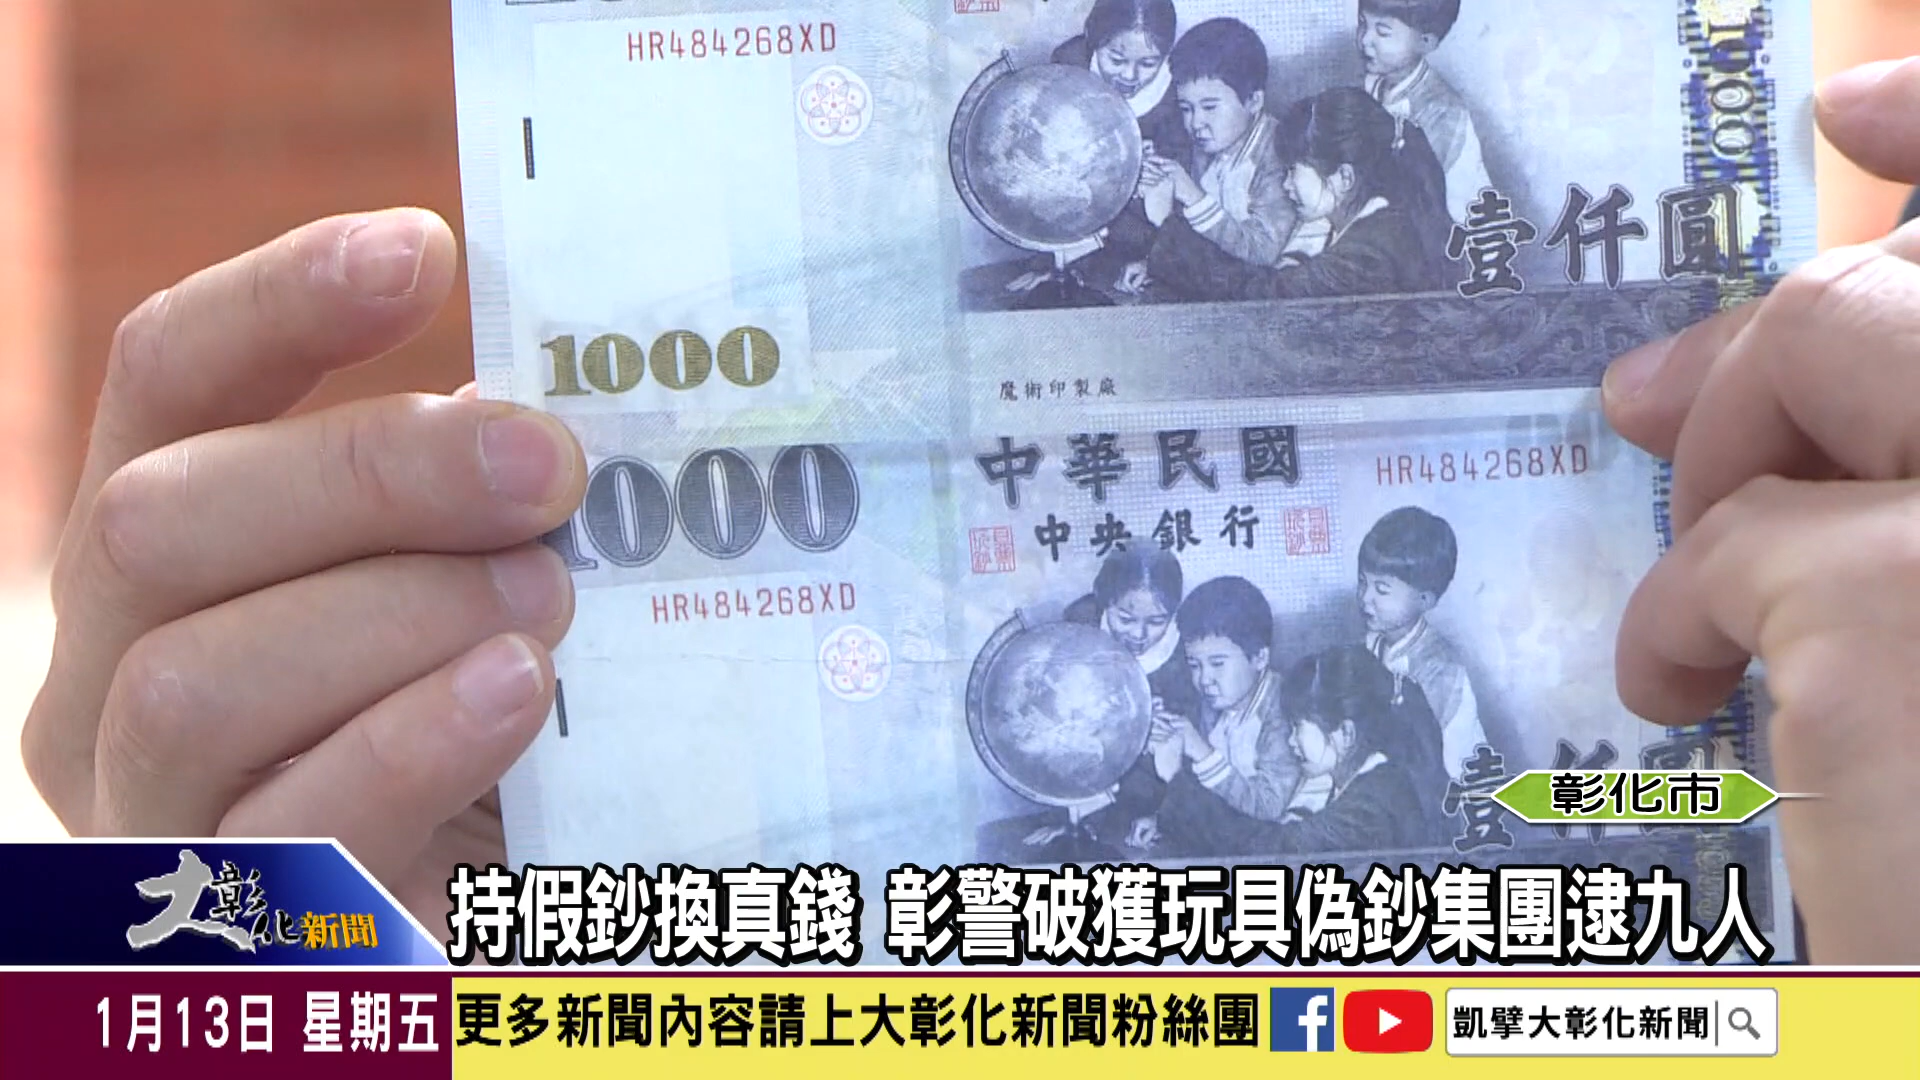 HR484268XD
1000
壹仟圓
1000
魔術印製廠
1000
中華民國
HR484268XD
中央銀行
HR484268XD
壹仟圓
彰化市
大彰化新聞
持假鈔換真錢 彰警破獲玩具偽鈔集團逮九人
1月13日 星期五
更多新聞內容請上大彰化新聞粉絲團
凱擘大彰化新聞